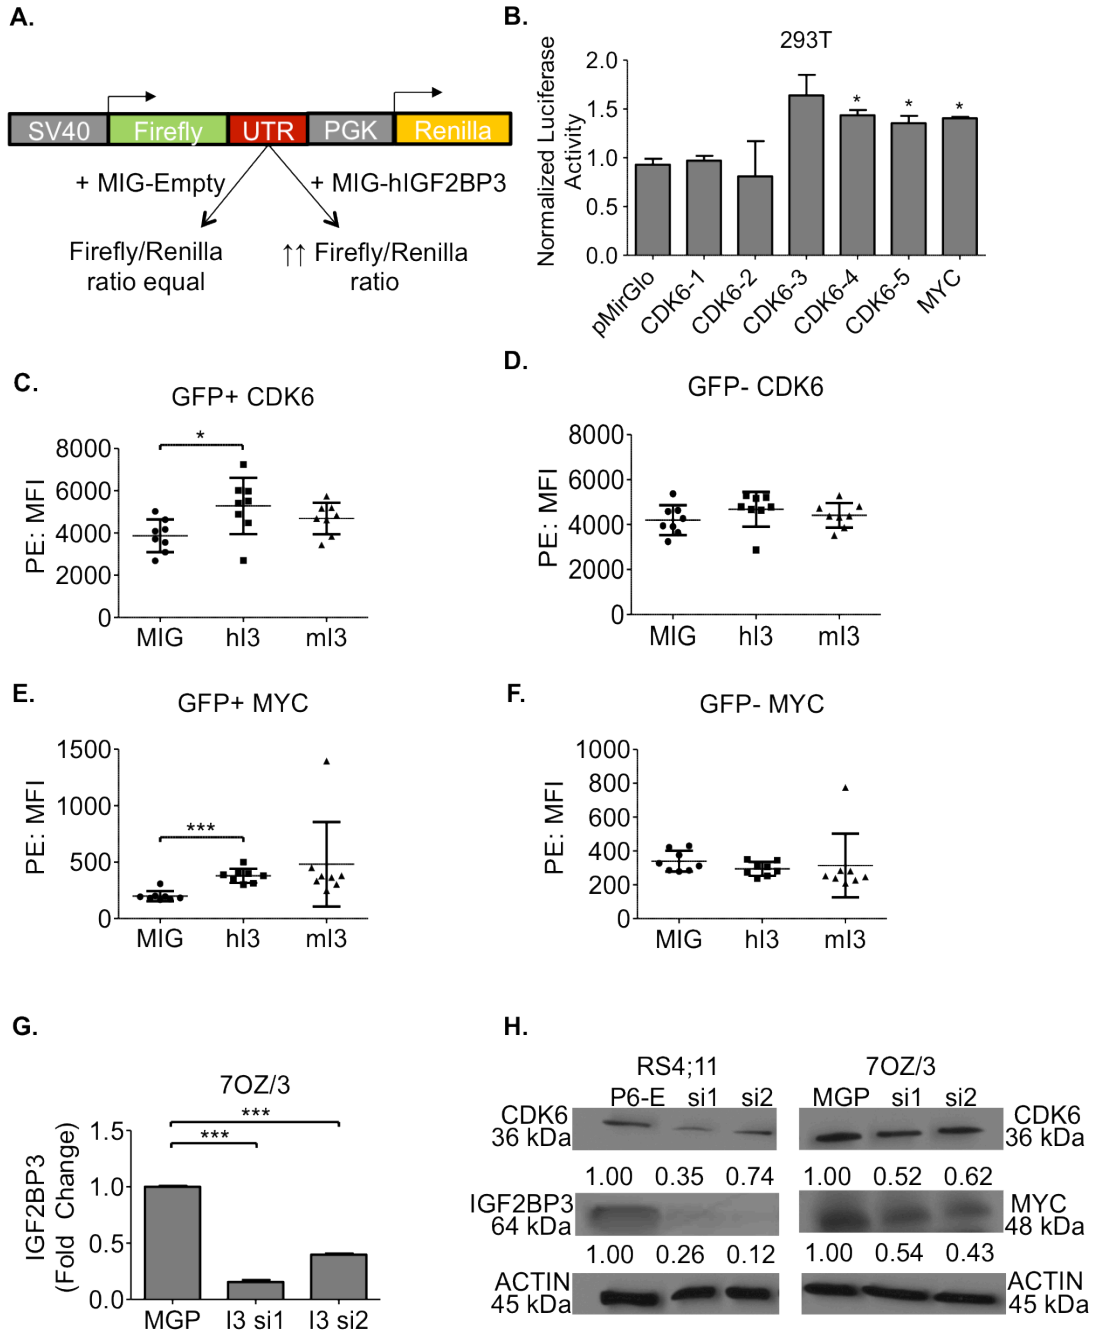 A.
SV40 Firefly UTR PGK Renilla
+ MIG-Empty + MIG-hIGF2BP3
Firefly/Renilla
ratio equal
↑↑ Firefly/Renilla
ratio
B.
293T
Normalized Luciferase
Activity
2.0
1.5
1.0
0.5
0.0
* * *
pMirGlo CDK6-1 CDK6-2 CDK6-3 CDK6-4 CDK6-5 MYC
C.
GFP+ CDK6
PE: MFI
8000
6000
4000
2000
0
*
MIG hI3 mI3
D.
GFP- CDK6
PE: MFI
8000
6000
4000
2000
0
MIG hI3 mI3
E.
GFP+ MYC
PE: MFI
1500
1000
500
0
***
MIG hI3 mI3
F.
GFP- MYC
PE: MFI
1000
800
600
400
200
0
MIG hI3 mI3
G.
7OZ/3
IGF2BP3
(Fold Change)
1.5
1.0
0.5
0.0
***
***
MGP I3 si1 I3 si2
H.
RS4;11 7OZ/3
P6-E si1 si2 MGP si1 si2
CDK6
36 kDa
CDK6
36 kDa
1.00 0.35 0.74 1.00 0.52 0.62
IGF2BP3
64 kDa
MYC
48 kDa
1.00 0.26 0.12 1.00 0.54 0.43
ACTIN
45 kDa
ACTIN
45 kDa